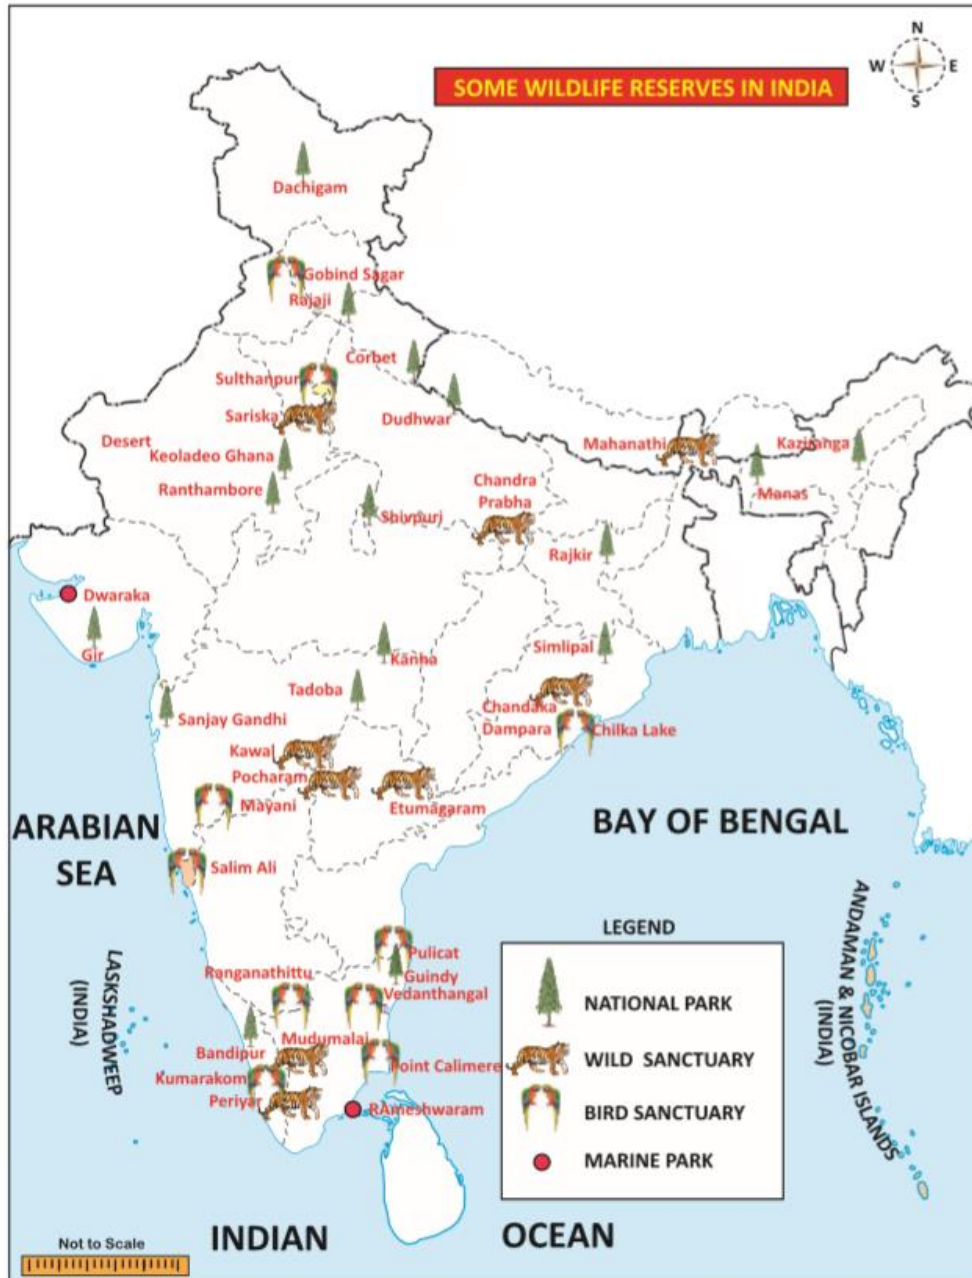 N
W E
S
SOME WILDLIFE RESERVES IN INDIA
Dachigam
Gobind Sagar
Rajaji
Corbet
Sulthanpur
Sariska
Dudhwar
Desert
Keoladeo Ghana
Mahanathi
Kaziranga
Ranthambore
Chandra
Prabha
Manas
Shivpuri
Rajkir
Dwaraka
Gir
Kanha
Simlipal
Tadoba
Sanjay Gandhi
Chandaka
Dampara
Chilka Lake
Kawal
Pocharam
Mayani
Etumagaram
ARABIAN
SEA
BAY OF BENGAL
Salim Ali
LASKSHADWEEP
(INDIA)
ANDAMAN & NICOBAR ISLANDS
(INDIA)
Pulicat
Guindy
Ranganathittu
Vedanthangal
Mudumalai
Bandipur
Point Calimere
Kumarakom
Periyar
RAmeshwaram
LEGEND
NATIONAL PARK
WILD SANCTUARY
BIRD SANCTUARY
MARINE PARK
INDIAN OCEAN
Not to Scale